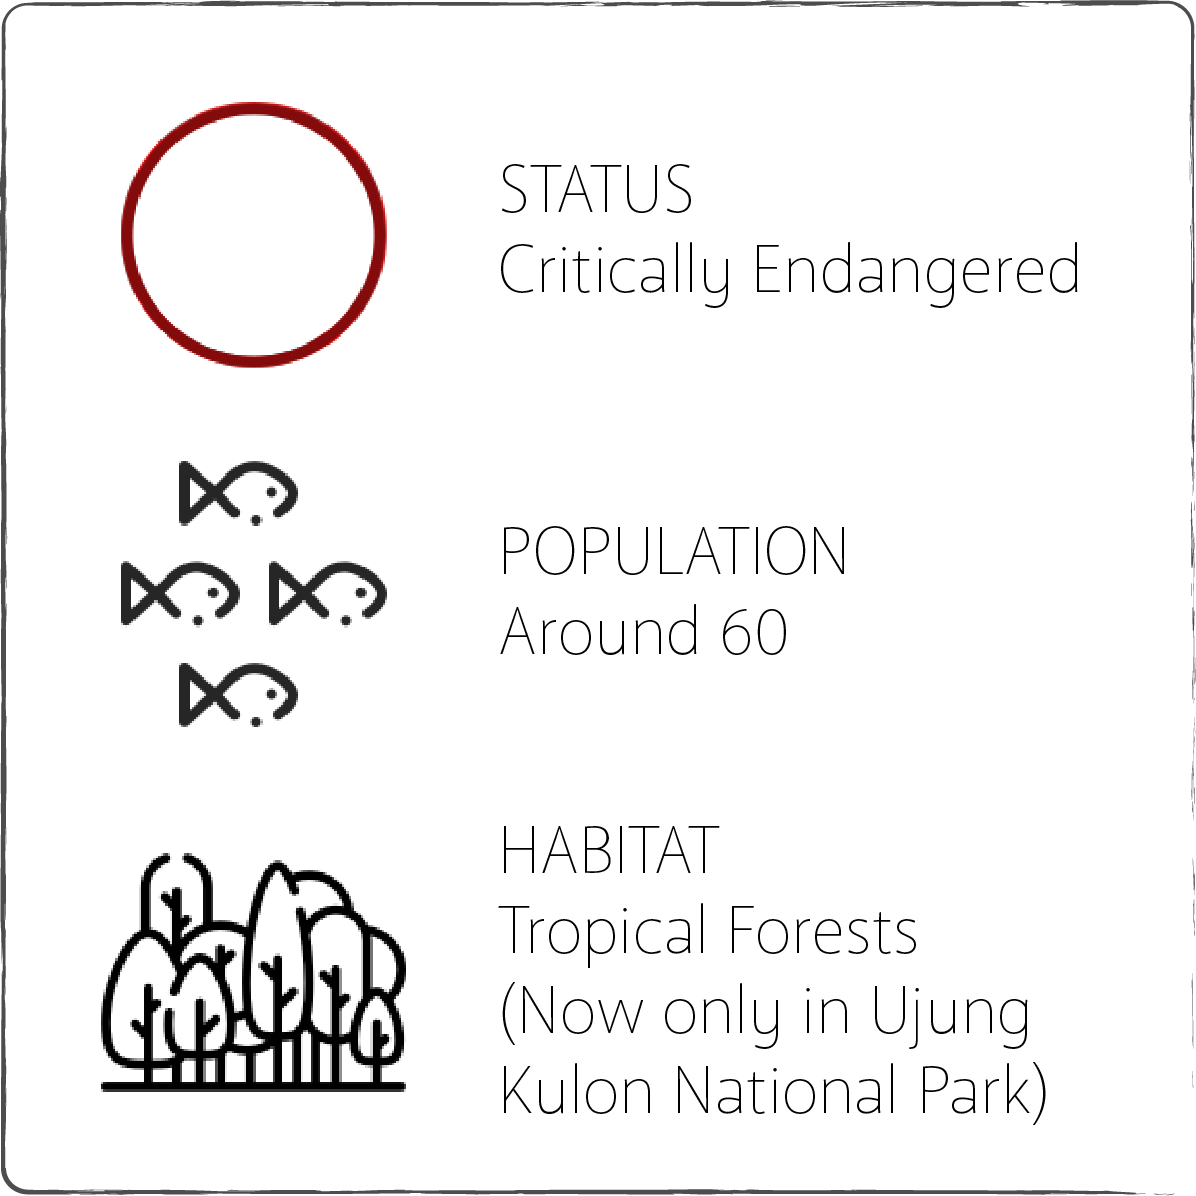 STATUS
Critically Endangered
POPULATION
Around 60
HABITAT
Tropical Forests
(Now only in Ujung
Kulon National Park)